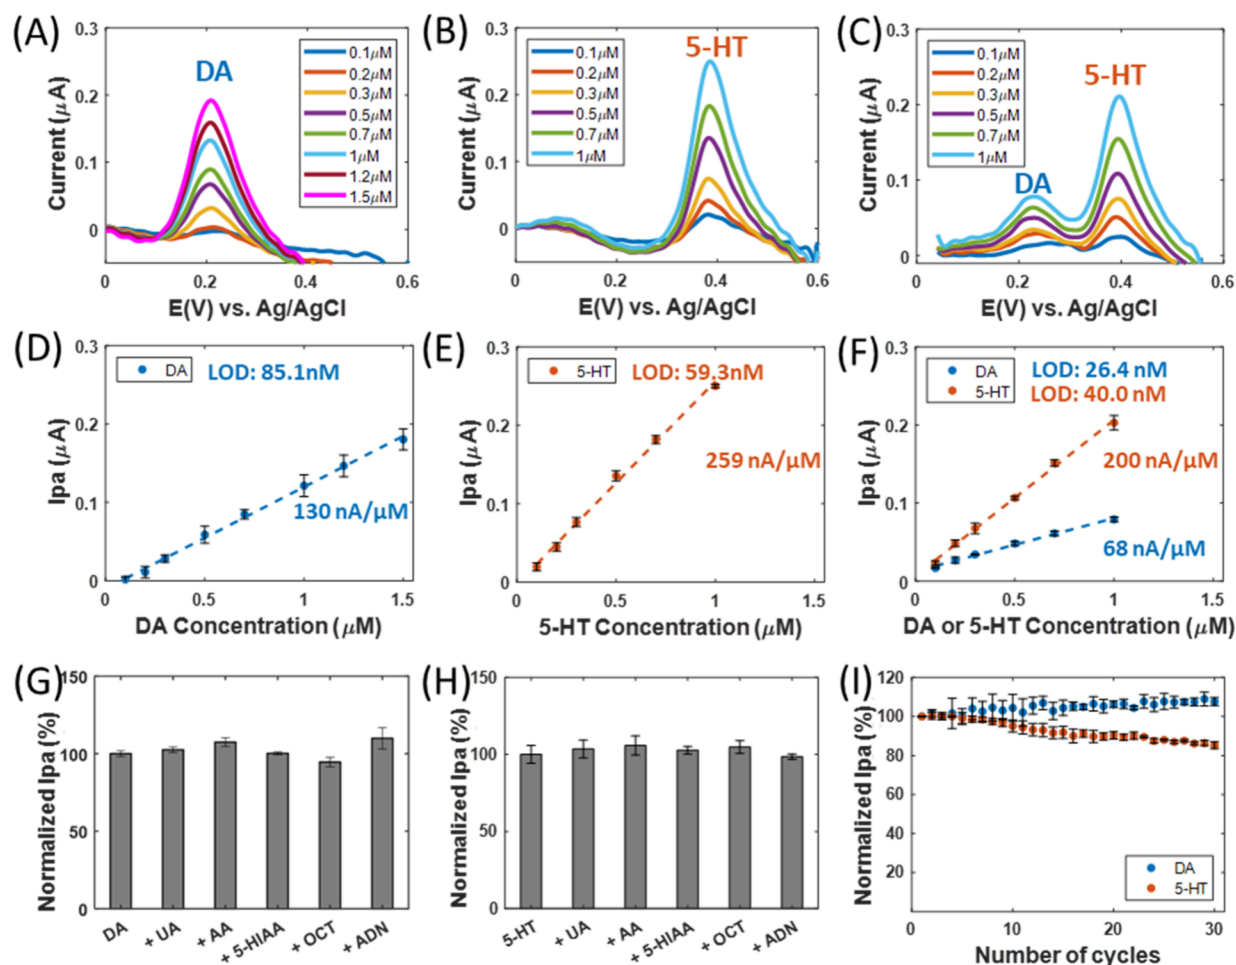 (A)
0.3
0.2
0.1
0
Current (μA)
DA
0.1μM
0.2μM
0.3μM
0.5μM
0.7μM
1μM
1.2μM
1.5μM
0
0.2
0.4
0.6
E(V) vs. Ag/AgCl
(B)
0.3
0.2
0.1
0
Current (μA)
5-HT
0.1μM
0.2μM
0.3μM
0.5μM
0.7μM
1μM
0
0.2
0.4
0.6
E(V) vs. Ag/AgCl
(C)
0.3
0.2
0.1
0
Current (μA)
5-HT
DA
0.1μM
0.2μM
0.3μM
0.5μM
0.7μM
1μM
0
0.2
0.4
0.6
E(V) vs. Ag/AgCl
(D)
0.3
0.2
0.1
0
Ipa (μA)
DA
LOD: 85.1nM
130 nA/μM
0
0.5
1
1.5
DA Concentration (μM)
(E)
0.3
0.2
0.1
0
Ipa (μA)
5-HT
LOD: 59.3nM
259 nA/μM
0
0.5
1
1.5
5-HT Concentration (μM)
(F)
0.3
0.2
0.1
0
Ipa (μA)
DA
5-HT
LOD: 26.4 nM
LOD: 40.0 nM
200 nA/μM
68 nA/μM
0
0.5
1
1.5
DA or 5-HT Concentration (μM)
(G)
150
100
50
0
Normalized Ipa (%)
DA
+ UA
+ AA
+ 5-HIAA
+ OCT
+ ADN
(H)
150
100
50
0
Normalized Ipa (%)
5-HT
+ UA
+ AA
+ 5-HIAA
+ OCT
+ ADN
(I)
120
100
80
60
40
20
Normalized Ipa (%)
DA
5-HT
0
10
20
30
Number of cycles